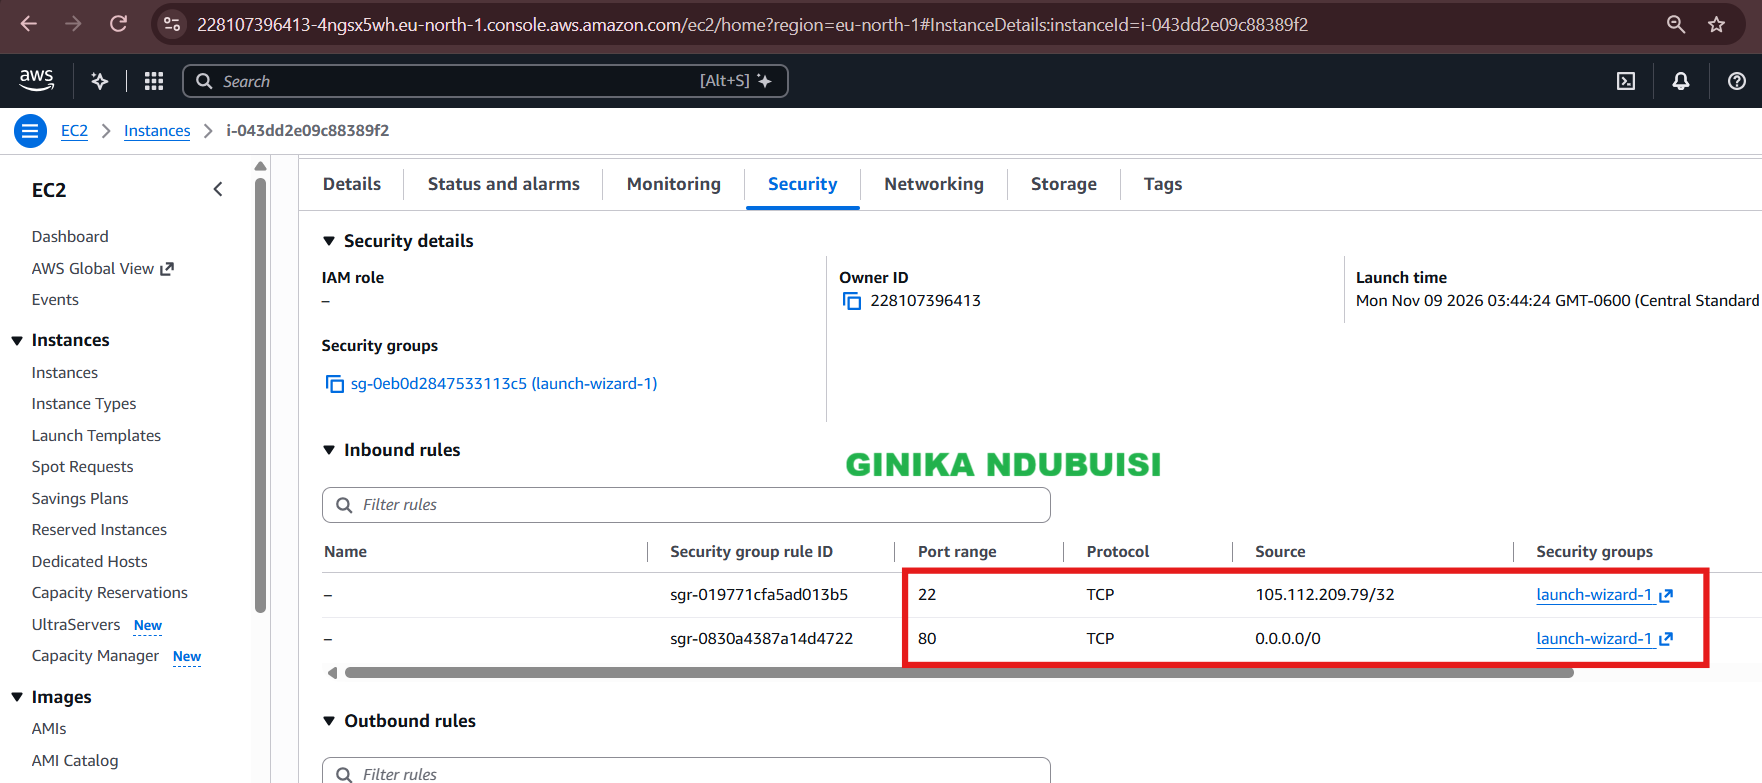 228107396413-4ngsx5wh.eu-north-1.console.aws.amazon.com/ec2/home?region=eu-north-1#InstanceDetails:instanceId=i-043dd2e09c88389f2
aws Search [Alt+S]
EC2 Instances i-043dd2e09c88389f2
EC2
Dashboard
AWS Global View
Events
Instances
Instances
Instance Types
Launch Templates
Spot Requests
Savings Plans
Reserved Instances
Dedicated Hosts
Capacity Reservations
UltraServers New
Capacity Manager New
Images
AMIs
AMI Catalog
Details Status and alarms Monitoring Security Networking Storage Tags
Security details
IAM role Owner ID Launch time
– 228107396413 Mon Nov 09 2026 03:44:24 GMT-0600 (Central Standard
Security groups
sg-0eb0d2847533113c5 (launch-wizard-1)
Inbound rules
GINIKA NDUBUISI
Filter rules
Name Security group rule ID Port range Protocol Source Security groups
– sgr-019771cfa5ad013b5 22 TCP 105.112.209.79/32 launch-wizard-1
– sgr-0830a4387a14d4722 80 TCP 0.0.0.0/0 launch-wizard-1
Outbound rules
Filter rules